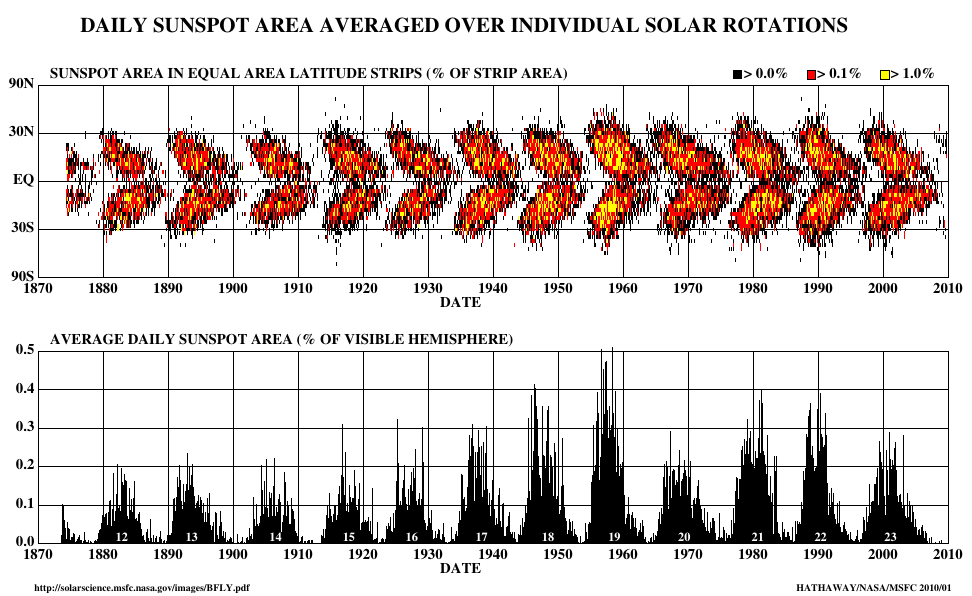 DAILY SUNSPOT AREA AVERAGED OVER INDIVIDUAL SOLAR ROTATIONS
SUNSPOT AREA IN EQUAL AREA LATITUDE STRIPS (% OF STRIP AREA) > 0.0% > 0.1% > 1.0%
90N
30N
EQ
30S
90S
1870 1880 1890 1900 1910 1920 1930 1940 1950 1960 1970 1980 1990 2000 2010
DATE
AVERAGE DAILY SUNSPOT AREA (% OF VISIBLE HEMISPHERE)
0.5
0.4
0.3
0.2
0.1
0.0
12 13 14 15 16 17 18 19 20 21 22 23
1870 1880 1890 1900 1910 1920 1930 1940 1950 1960 1970 1980 1990 2000 2010
DATE
http://solarscience.msfc.nasa.gov/images/BFLY.pdf HATHAWAY/NASA/MSFC 2010/01